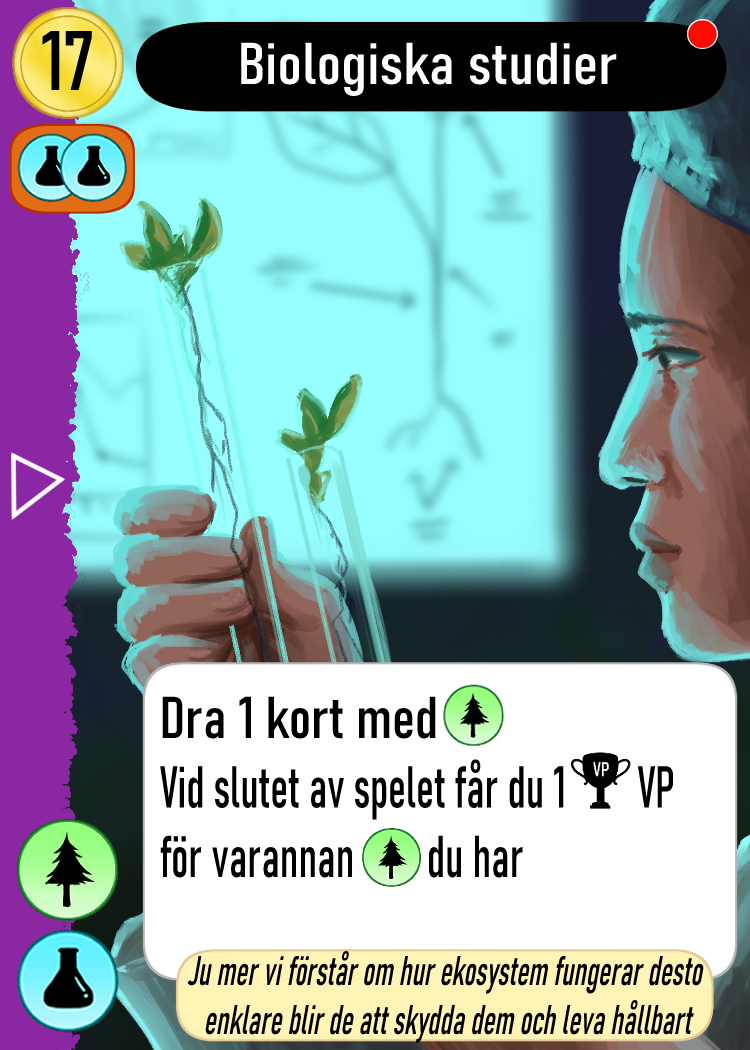 17
Biologiska studier
Dra 1 kort med
Vid slutet av spelet får du 1 VP VP
för varannan du har
Ju mer vi förstår om hur ekosystem fungerar desto
enklare blir de att skydda dem och leva hållbart